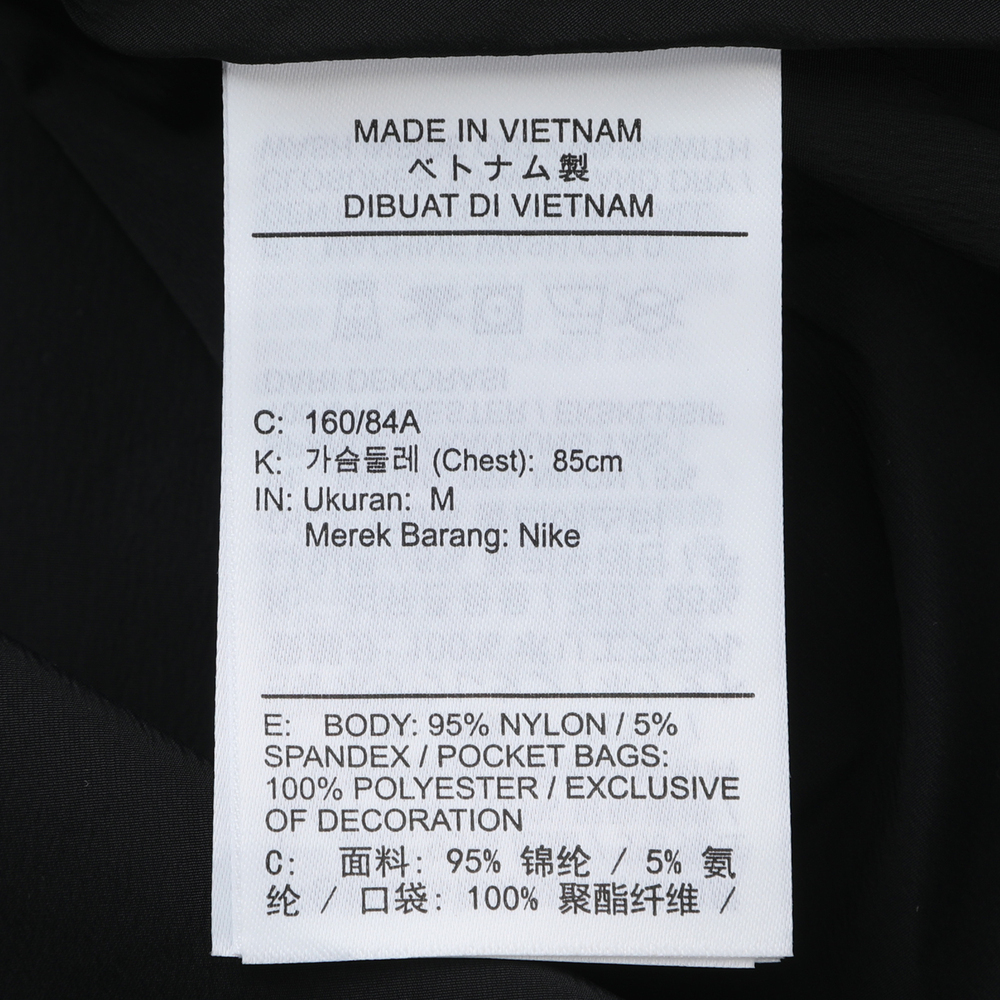 MADE IN VIETNAM
ベトナム製
DIBUAT DI VIETNAM
C: 160/84A
K: 가슴둘레 (Chest): 85cm
IN: Ukuran: M
Merek Barang: Nike
E: BODY: 95% NYLON / 5%
SPANDEX / POCKET BAGS:
100% POLYESTER / EXCLUSIVE
OF DECORATION
C: 面料: 95% 锦纶 / 5% 氨
纶 / 口袋: 100% 聚酯纤维 /